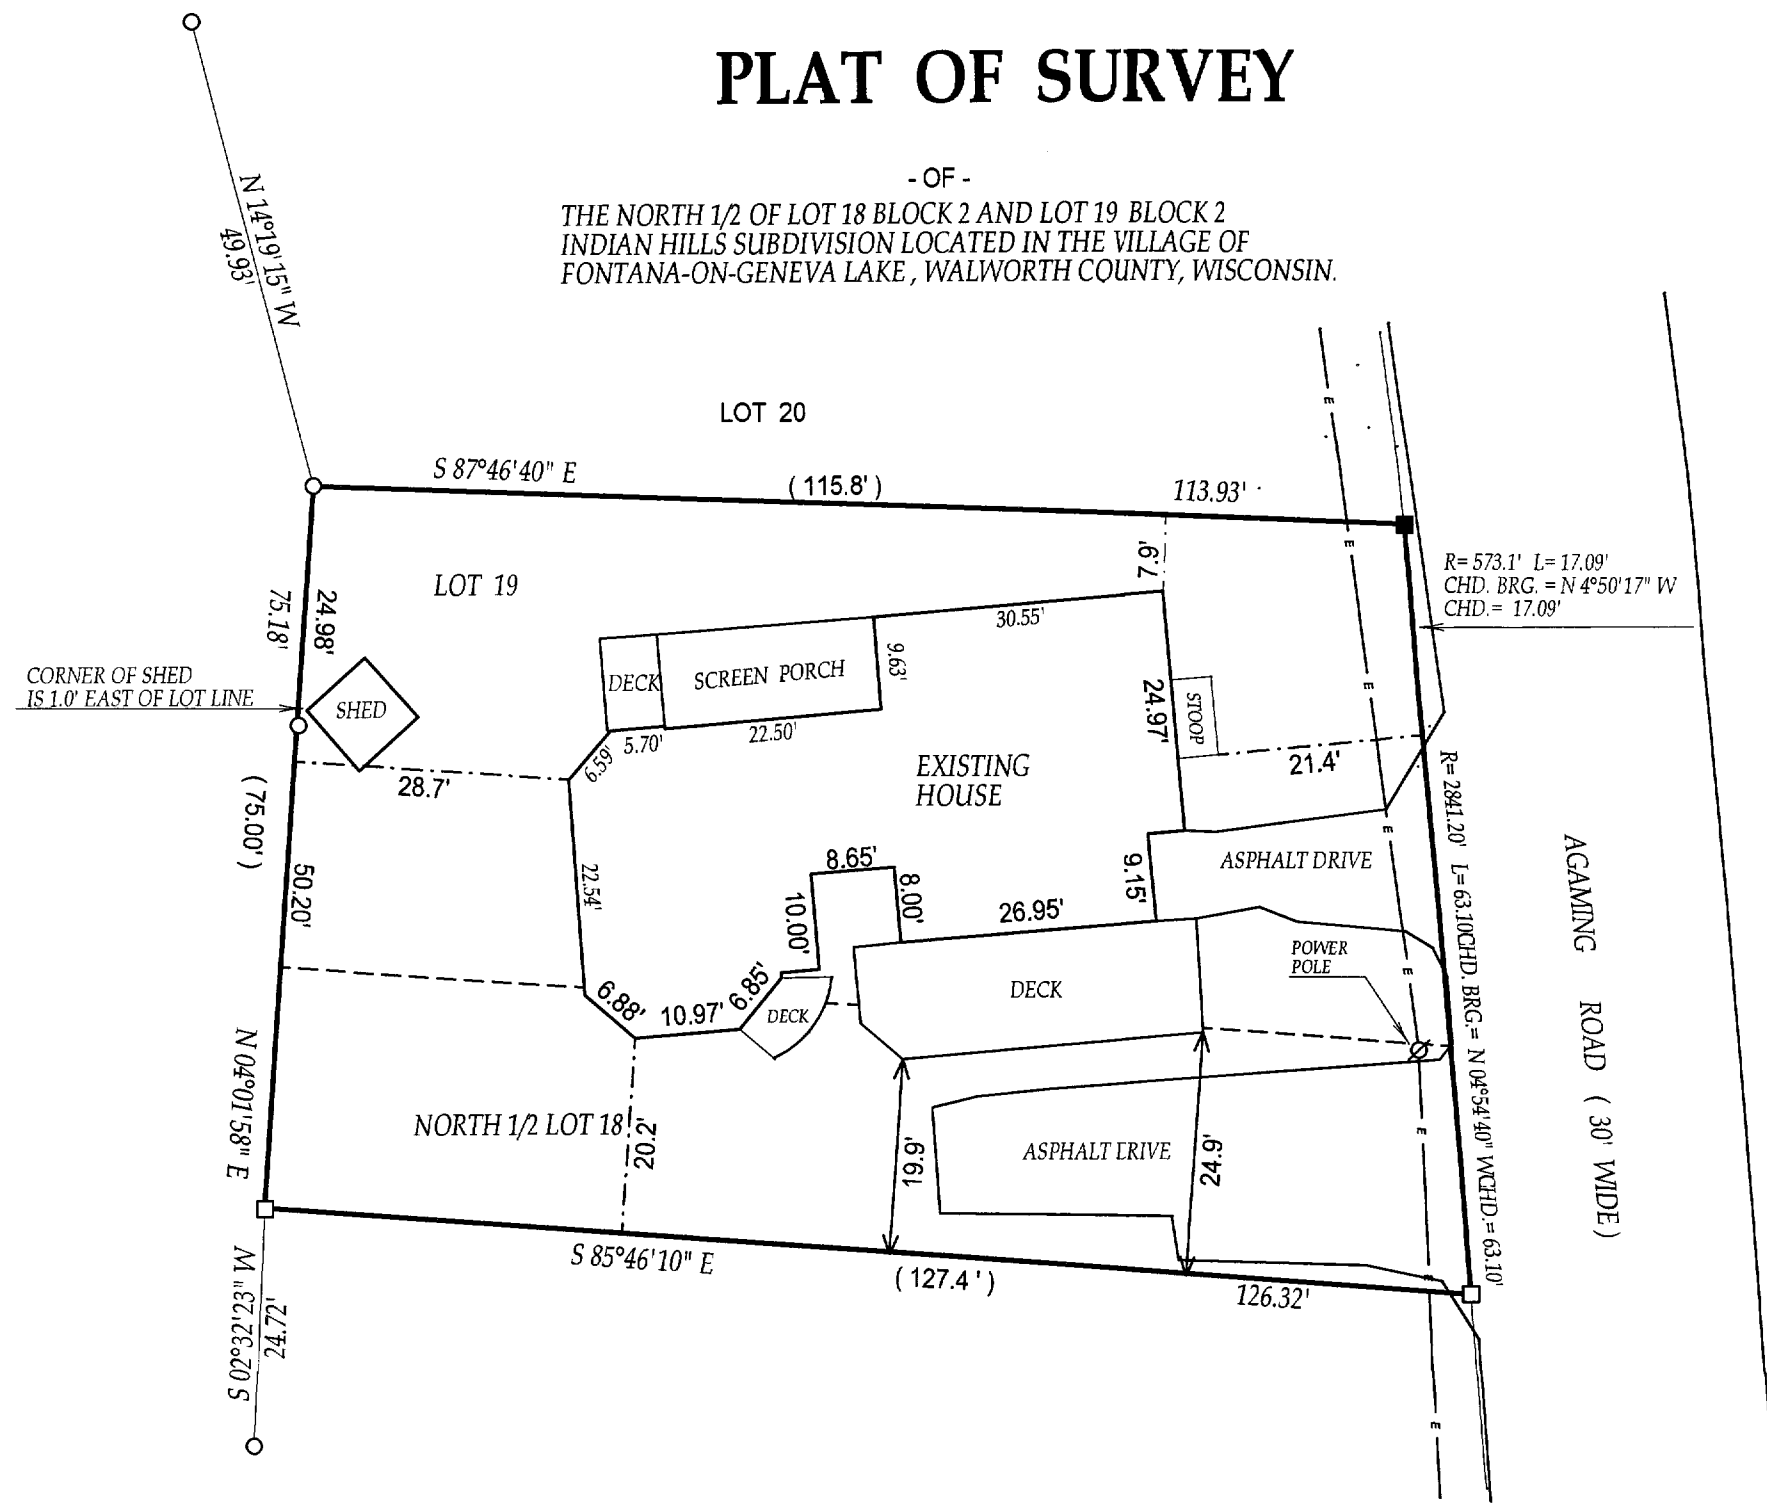 PLAT OF SURVEY
- OF -
THE NORTH 1/2 OF LOT 18 BLOCK 2 AND LOT 19 BLOCK 2
INDIAN HILLS SUBDIVISION LOCATED IN THE VILLAGE OF
FONTANA-ON-GENEVA LAKE, WALWORTH COUNTY, WISCONSIN.
N 14°19'15" W
49.93'
LOT 20
S 87°46'40" E
( 115.8' )
113.93'
R= 573.1' L= 17.09'
CHD. BRG. = N 4°50'17" W
CHD.= 17.09'
LOT 19
24.98'
75.18'
7.9'
30.55'
CORNER OF SHED
IS 1.0' EAST OF LOT LINE
SHED
DECK
SCREEN PORCH
9.63'
24.97'
STOOP
5.70'
22.50'
6.59'
28.7'
EXISTING
HOUSE
21.4'
( 75.00' )
50.20'
22.54'
8.65'
10.00'
8.00'
9.15'
ASPHALT DRIVE
26.95'
R= 2841.20' L= 63.10CHD. BRG.= N 04°54'40" WCHD.= 63.10'
AGAMING ROAD ( 30' WIDE )
POWER
POLE
DECK
6.88'
10.97'
6.85'
DECK
N 04°01'58" E
NORTH 1/2 LOT 18
20.2'
19.9'
ASPHALT DRIVE
24.9'
S 85°46'10" E
( 127.4 ' )
126.32'
S 02°32'23" W
24.72'
E
E
E
E
E
E
E
E